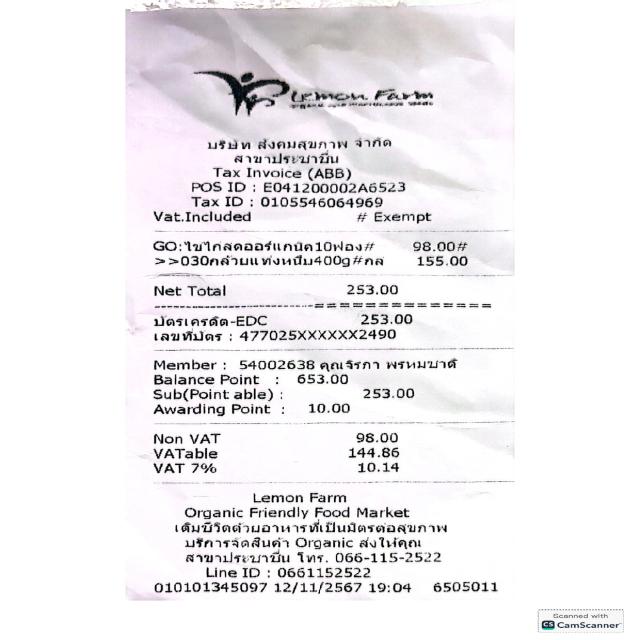 Lemon Farm
บริษัท สังคมสุขภาพ จำกัด
สาขาประชาชื่น
Tax Invoice (ABB)
POS ID : E041200002A6523
Tax ID : 0105546064969
Vat.Included # Exempt
GO:ไข่ไก่สดออร์แกนิค10ฟอง# 98.00#
>>030กล้วยแท่งหนึบ400g#กล 155.00
Net Total 253.00
บัตรเครดิต-EDC 253.00
เลขที่บัตร : 477025XXXXXX2490
Member : 54002638 คุณจิรภา พรหมชาติ
Balance Point : 653.00
Sub(Point able) : 253.00
Awarding Point : 10.00
Non VAT 98.00
VATable 144.86
VAT 7% 10.14
Lemon Farm
Organic Friendly Food Market
เติมชีวิตด้วยอาหารที่เป็นมิตรต่อสุขภาพ
บริการจัดสินค้า Organic ส่งให้คุณ
สาขาประชาชื่น โทร. 066-115-2522
Line ID : 0661152522
010101345097 12/11/2567 19:04 6505011
Scanned with
CS CamScanner